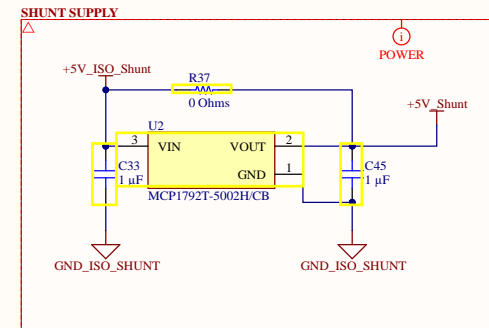 SHUNT SUPPLY
i
POWER
+5V_ISO_Shunt
R37
0 Ohms
+5V_Shunt
U2
3
VIN
VOUT
2
GND
1
C33
1 µF
C45
1 µF
MCP1792T-5002H/CB
GND_ISO_SHUNT
GND_ISO_SHUNT